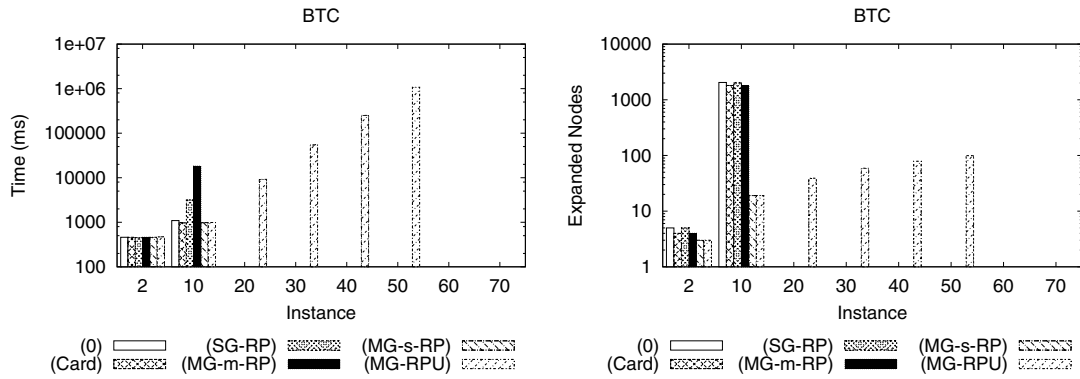 BTC
1e+07
1e+06
100000
10000
1000
100
Time (ms)
2 10 20 30 40 50 60 70
Instance
(0) (SG-RP) (MG-s-RP)
(Card) (MG-m-RP) (MG-RPU)
BTC
10000
1000
100
10
1
Expanded Nodes
2 10 20 30 40 50 60 70
Instance
(0) (SG-RP) (MG-s-RP)
(Card) (MG-m-RP) (MG-RPU)